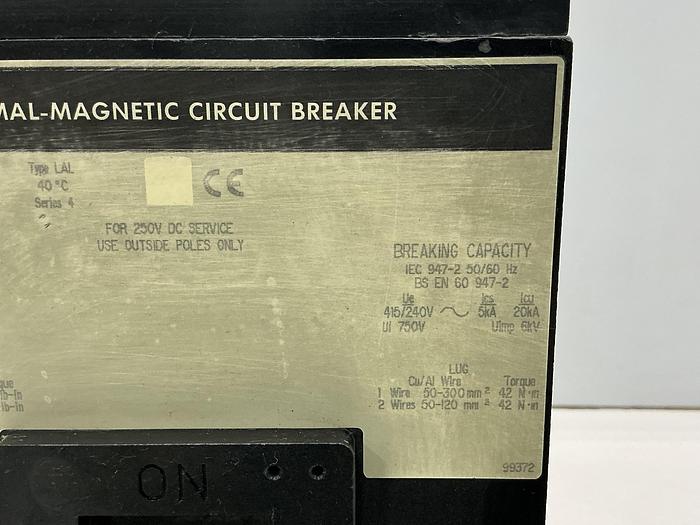 MAL-MAGNETIC CIRCUIT BREAKER
Type LAL
40°C
Series 4
CE
FOR 250V DC SERVICE
USE OUTSIDE POLES ONLY
BREAKING CAPACITY
IEC 947-2 50/60 Hz
BS EN 60 947-2
Ue Ics Icu
415/240V ~ 5kA 20kA
Ui 750V Uimp 6kV
LUG
Cu/Al Wire Torque
1 Wire 50-300mm² 42 N·m
2 Wires 50-120 mm² 42 N·m
que
lb-in
lb-in
99372
ON